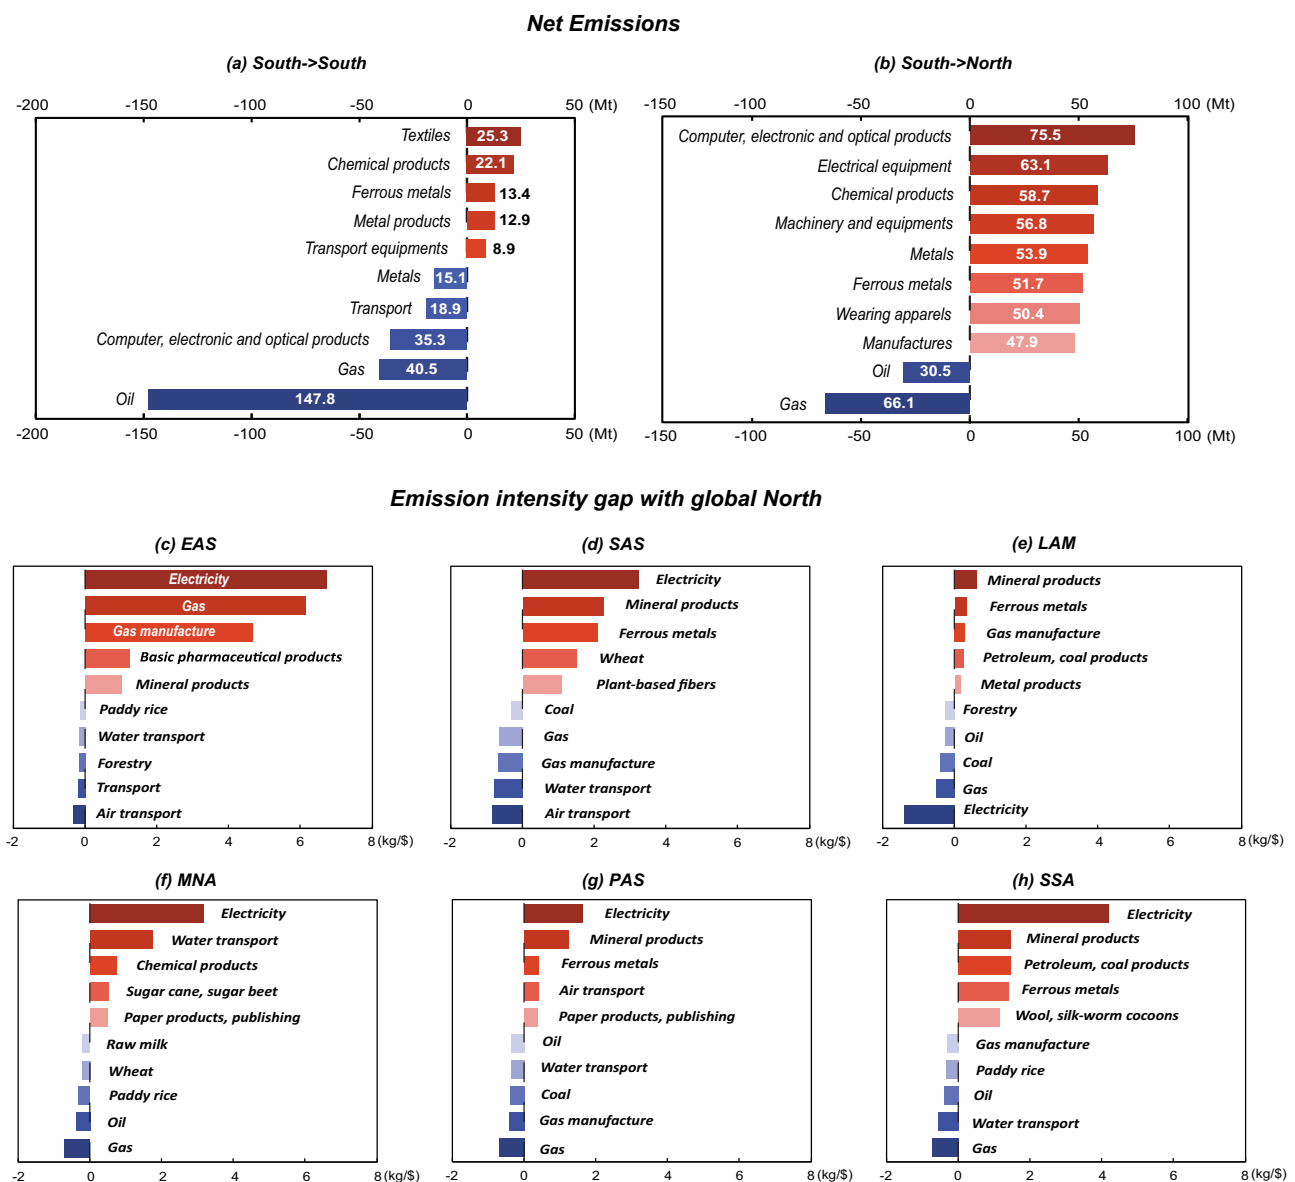 Net Emissions
(a) South->South
-200 -150 -100 -50 0 50 (Mt)
Textiles 25.3
Chemical products 22.1
Ferrous metals 13.4
Metal products 12.9
Transport equipments 8.9
Metals 15.1
Transport 18.9
Computer, electronic and optical products 35.3
Gas 40.5
Oil 147.8
-200 -150 -100 -50 0 50 (Mt)
(b) South->North
-150 -100 -50 0 50 100 (Mt)
Computer, electronic and optical products 75.5
Electrical equipment 63.1
Chemical products 58.7
Machinery and equipments 56.8
Metals 53.9
Ferrous metals 51.7
Wearing apparels 50.4
Manufactures 47.9
Oil 30.5
Gas 66.1
-150 -100 -50 0 50 100 (Mt)
Emission intensity gap with global North
(c) EAS
Electricity
Gas
Gas manufacture
Basic pharmaceutical products
Mineral products
Paddy rice
Water transport
Forestry
Transport
Air transport
-2 0 2 4 6 8 (kg/$)
(d) SAS
Electricity
Mineral products
Ferrous metals
Wheat
Plant-based fibers
Coal
Gas
Gas manufacture
Water transport
Air transport
-2 0 2 4 6 8 (kg/$)
(e) LAM
Mineral products
Ferrous metals
Gas manufacture
Petroleum, coal products
Metal products
Forestry
Oil
Coal
Gas
Electricity
-2 0 2 4 6 8 (kg/$)
(f) MNA
Electricity
Water transport
Chemical products
Sugar cane, sugar beet
Paper products, publishing
Raw milk
Wheat
Paddy rice
Oil
Gas
-2 0 2 4 6 8 (kg/$)
(g) PAS
Electricity
Mineral products
Ferrous metals
Air transport
Paper products, publishing
Oil
Water transport
Coal
Gas manufacture
Gas
-2 0 2 4 6 8 (kg/$)
(h) SSA
Electricity
Mineral products
Petroleum, coal products
Ferrous metals
Wool, silk-worm cocoons
Gas manufacture
Paddy rice
Oil
Water transport
Gas
-2 0 2 4 6 8 (kg/$)